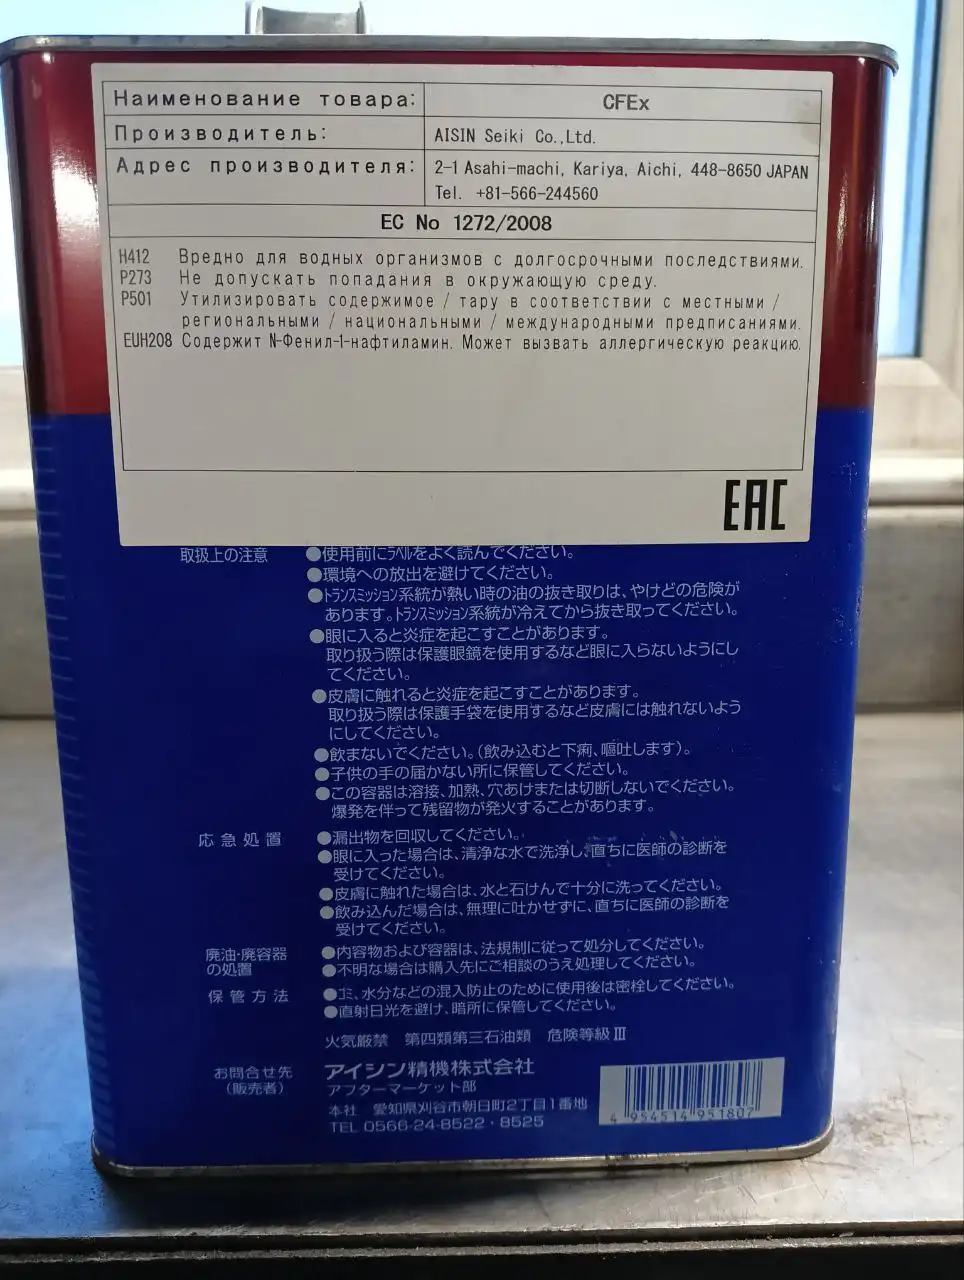 Наименование товара: CFEx
Производитель: AISIN Seiki Co.,Ltd.
Адрес производителя: 2-1 Asahi-machi, Kariya, Aichi, 448-8650 JAPAN
Tel. +81-566-244560
EC No 1272/2008
H412 Вредно для водных организмов с долгосрочными последствиями.
P273 Не допускать попадания в окружающую среду.
P501 Утилизировать содержимое / тару в соответствии с местными /
региональными / национальными / международными предписаниями.
EUH208 Содержит N-Фенил-1-нафтиламин. Может вызвать аллергическую реакцию.
EAC
取扱上の注意 ●使用前にラベルをよく読んでください。
●環境への放出を避けてください。
●トランスミッション系統が熱い時の油の抜き取りは、やけどの危険が
あります。トランスミッション系統が冷えてから抜き取ってください。
●眼に入ると炎症を起こすことがあります。
取り扱う際は保護眼鏡を使用するなど眼に入らないようにし
てください。
●皮膚に触れると炎症を起こすことがあります。
取り扱う際は保護手袋を使用するなど皮膚には触れないよう
にしてください。
●飲まないでください。(飲み込むと下痢、嘔吐します)。
●子供の手の届かない所に保管してください。
●この容器は溶接、加熱、穴あけまたは切断しないでください。
爆発を伴って残留物が発火することがあります。
応急処置 ●漏出物を回収してください。
●眼に入った場合は、清浄な水で洗浄し、直ちに医師の診断を
受けてください。
●皮膚に触れた場合は、水と石けんで十分に洗ってください。
●飲み込んだ場合は、無理に吐かせずに、直ちに医師の診断を
受けてください。
廃油・廃容器 ●内容物および容器は、法規制に従って処分してください。
の処置 ●不明な場合は購入先にご相談のうえ処理してください。
保管方法 ●ゴミ、水分などの混入防止のために使用後は密栓してください。
●直射日光を避け、暗所に保管してください。
火気厳禁 第四類第三石油類 危険等級Ⅲ
お問合せ先 アイシン精機株式会社
(販売者) アフターマーケット部
本社 愛知県刈谷市朝日町2丁目1番地
TEL 0566-24-8522・8525
4 954514 951807